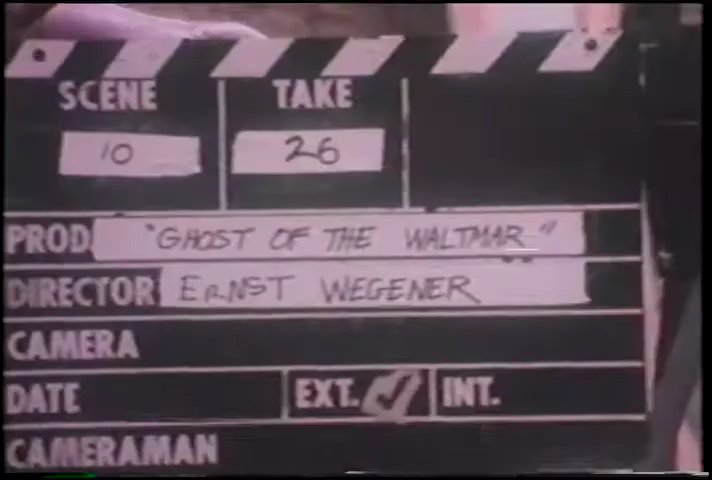 SCENE TAKE
10 26
PROD "GHOST OF THE WALTMAR"
DIRECTOR ERNST WEGENER
CAMERA
DATE EXT. INT.
CAMERAMAN